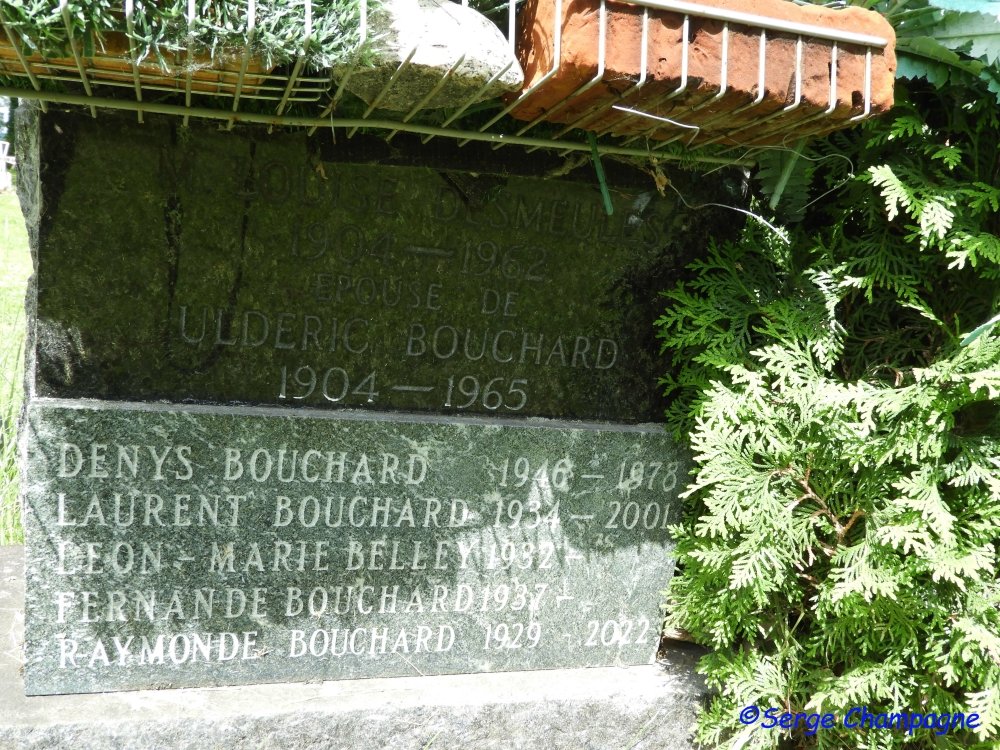 M. LOUISE DESMEULES
1904 — 1962
EPOUSE DE
ULDERIC BOUCHARD
1904 — 1965
DENYS BOUCHARD 1946 — 1978
LAURENT BOUCHARD 1934 — 2001
LEON - MARIE BELLEY 1932 -
FERNANDE BOUCHARD 1937 -
RAYMONDE BOUCHARD 1929 - 2022
©Serge Champagne